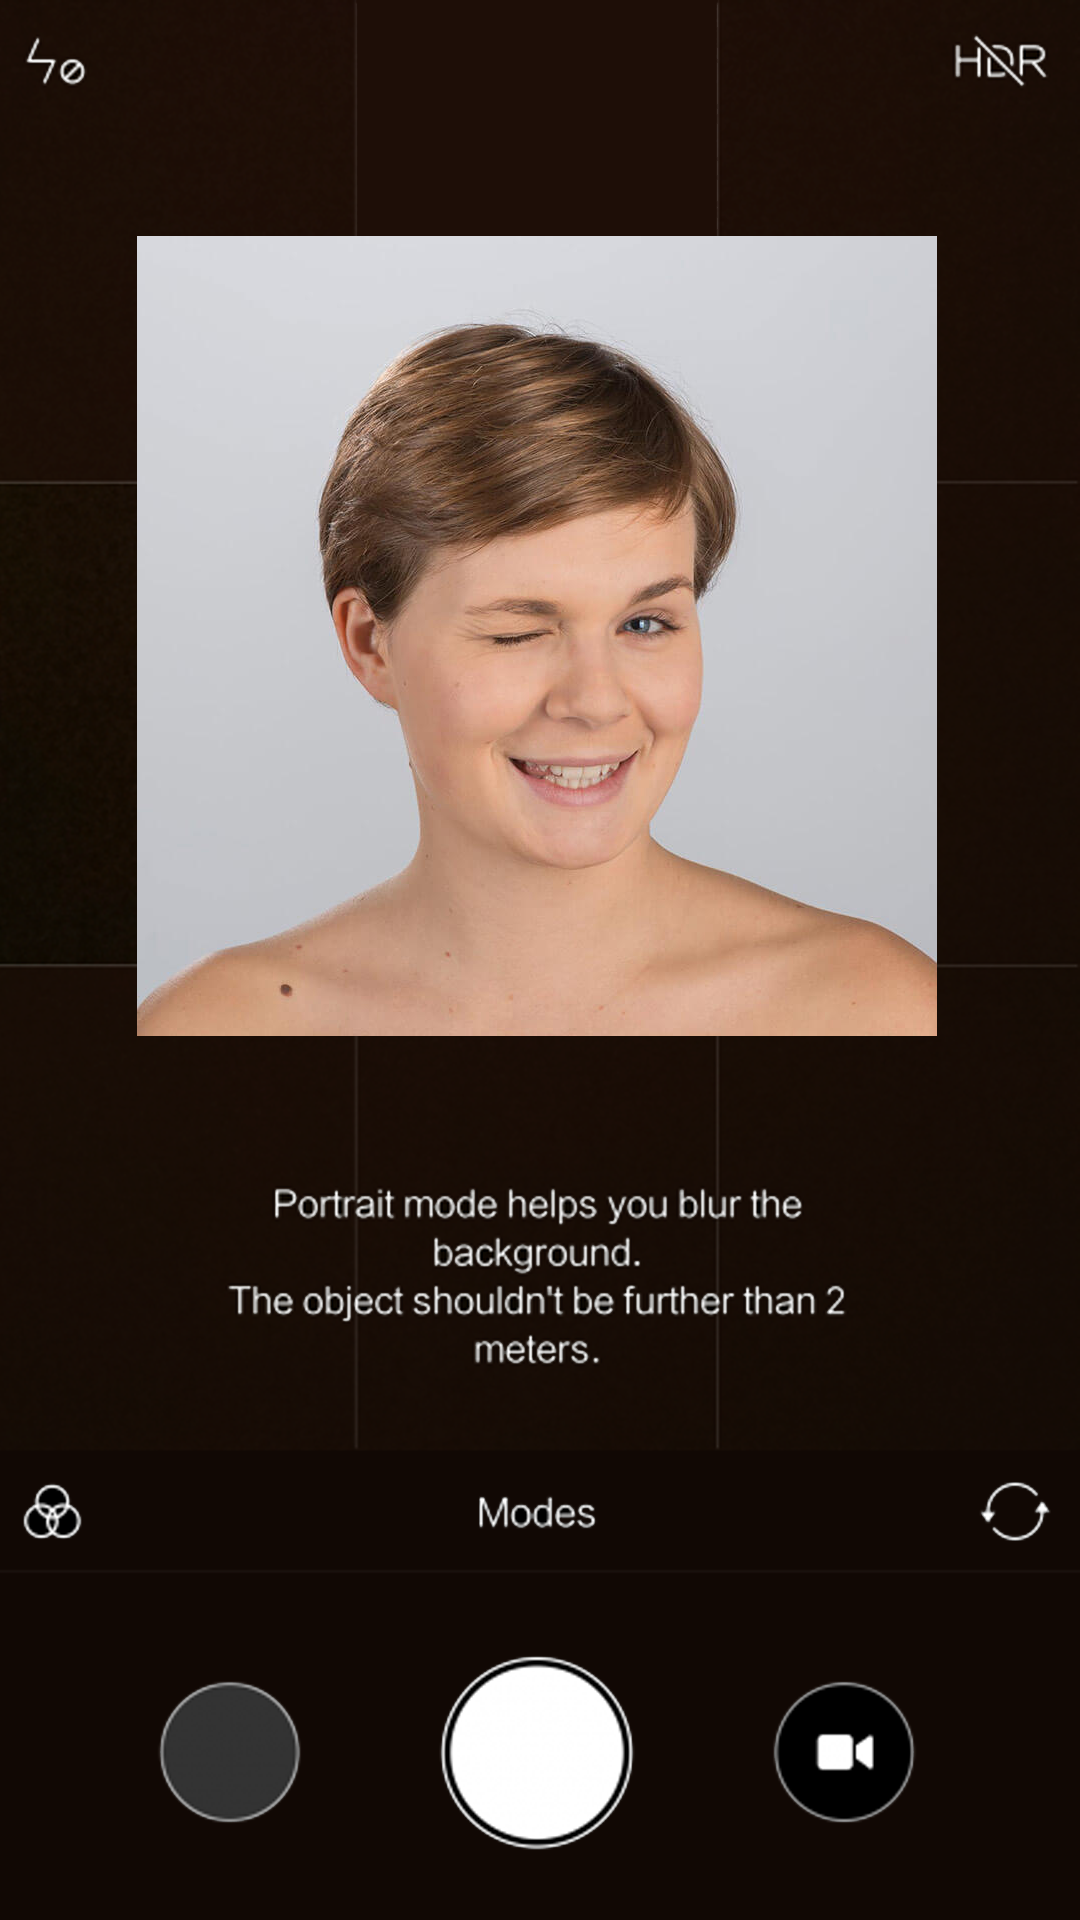 HDR
Portrait mode helps you blur the
background.
The object shouldn't be further than 2
meters.
Modes